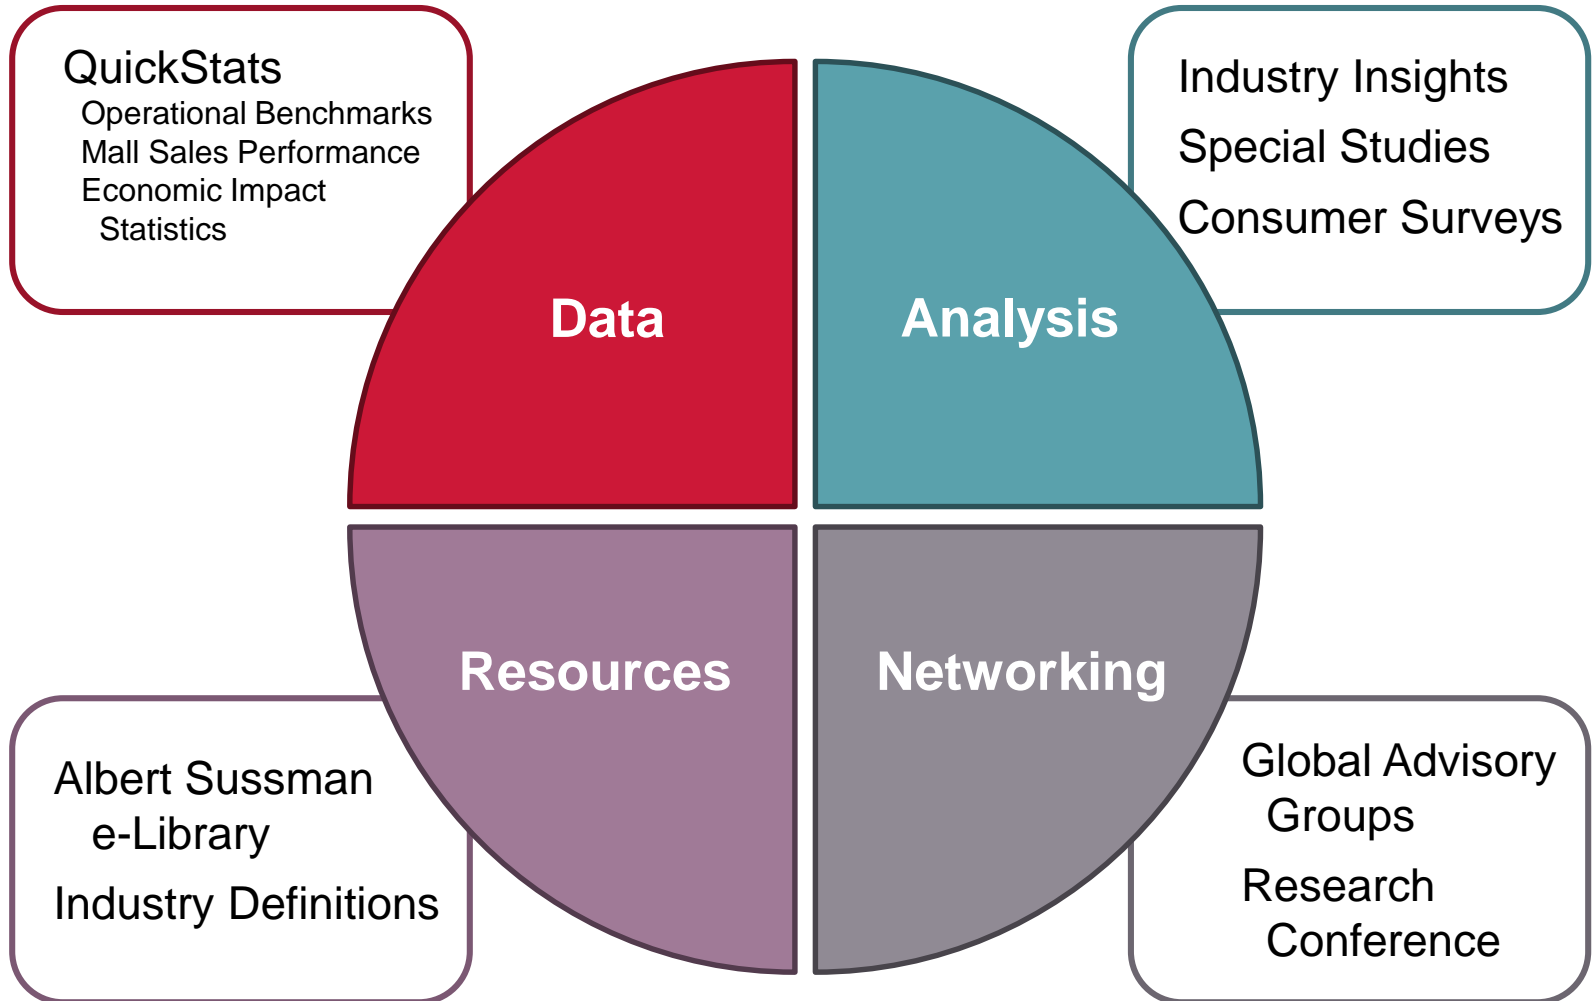 QuickStats
Operational Benchmarks
Mall Sales Performance
Economic Impact
Statistics
Industry Insights
Special Studies
Consumer Surveys
Data
Analysis
Resources
Networking
Albert Sussman
e-Library
Industry Definitions
Global Advisory
Groups
Research
Conference